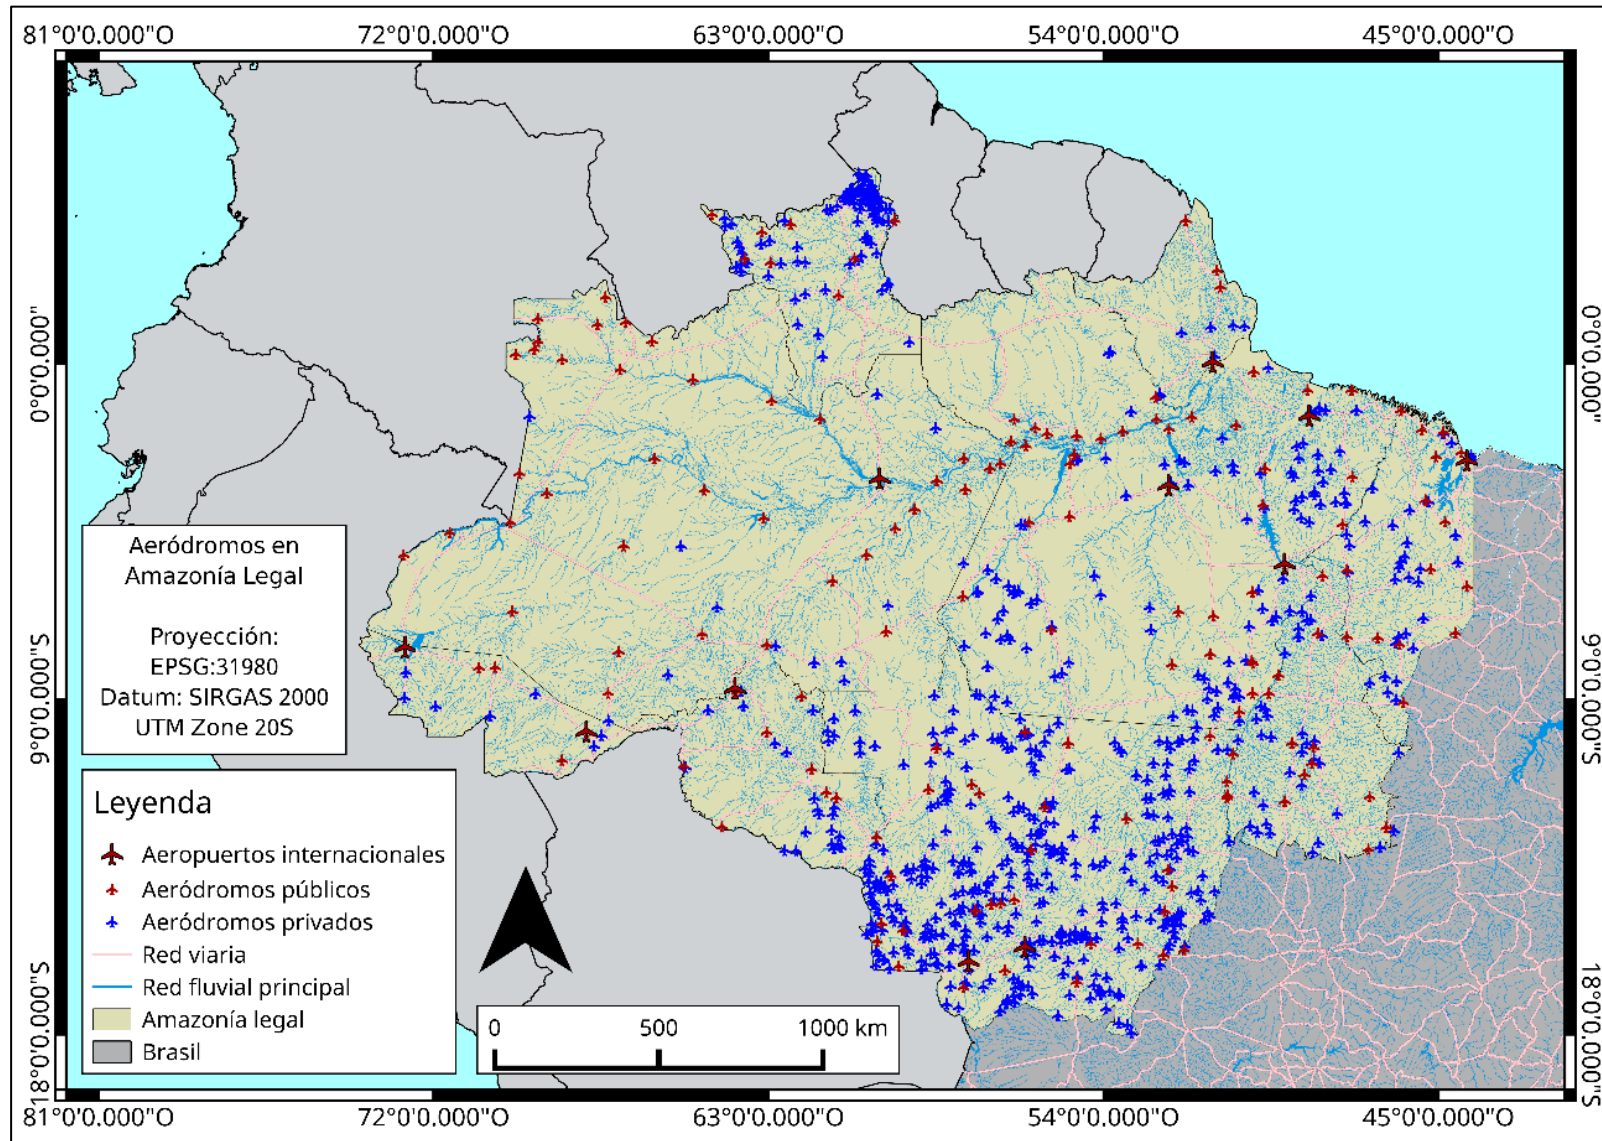 81°0'0.000"O
72°0'0.000"O
63°0'0.000"O
54°0'0.000"O
45°0'0.000"O
0°0'0.000"
0°0'0.000"
9°0'0.000"S
9°0'0.000"S
18°0'0.000"S
18°0'0.000"S
Aeródromos en
Amazonía Legal
Proyección:
EPSG:31980
Datum: SIRGAS 2000
UTM Zone 20S
Leyenda
Aeropuertos internacionales
Aeródromos públicos
Aeródromos privados
Red viaria
Red fluvial principal
Amazonía legal
Brasil
0 500 1000 km
81°0'0.000"O
72°0'0.000"O
63°0'0.000"O
54°0'0.000"O
45°0'0.000"O